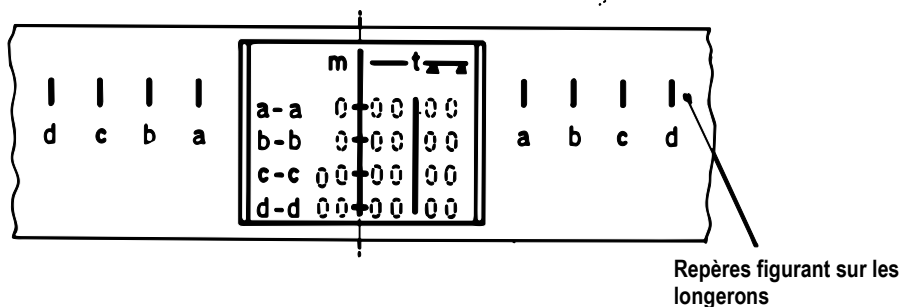 m — t
d c b a
a-a 0 00 00
b-b 0 00 00
c-c 00 00 00
d-d 00 00 00
a b c d
Repères figurant sur les
longerons